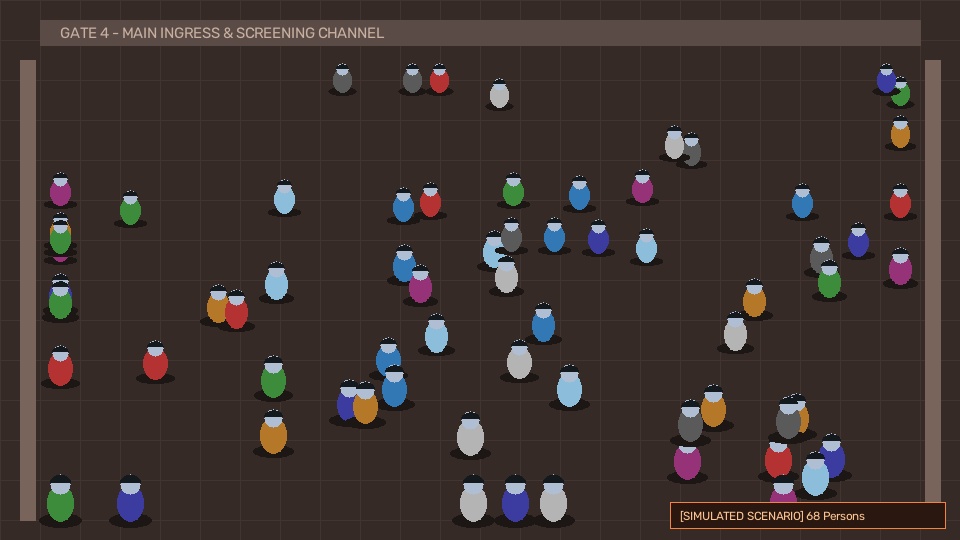 GATE 4 - MAIN INGRESS & SCREENING CHANNEL
[SIMULATED SCENARIO] 68 Persons